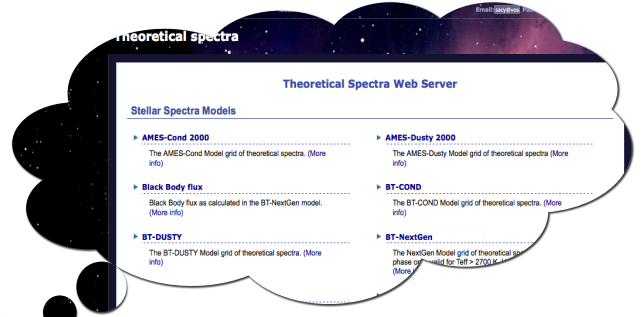 Email: sacy@vos
Theoretical spectra
Theoretical Spectra Web Server
Stellar Spectra Models
AMES-Cond 2000
The AMES-Cond Model grid of theoretical spectra. (More
info)
AMES-Dusty 2000
The AMES-Dusty Model grid of theoretical spectra. (More
info)
Black Body flux
Black Body flux as calculated in the BT-NextGen model.
(More info)
BT-COND
The BT-COND Model grid of theoretical spectra. (More
info)
BT-DUSTY
The BT-DUSTY Model grid of theoretical spectra. (More
info)
BT-NextGen
The NextGen Model grid of theoretical
phase valid for Teff > 2700 K.
(More